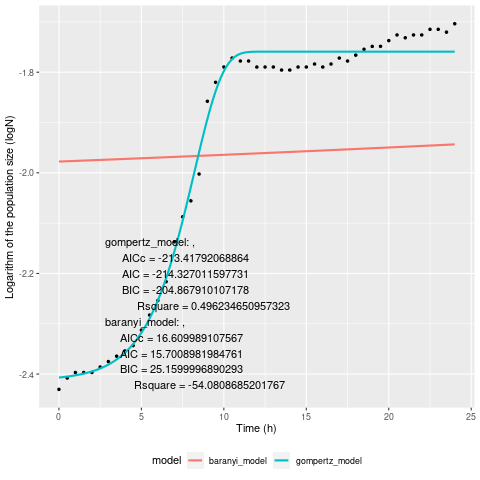 -1.8
-2.0
-2.2
-2.4
Logarithm of the population size (logN)
gompertz_model: ,
AICc = -213.41792068864
AIC = -214.327011597731
BIC = -204.867910107178
Rsquare = 0.496234650957323
baranyi_model: ,
AICc = 16.609989107567
AIC = 15.7008981984761
BIC = 25.1599996890293
Rsquare = -54.0808685201767
0 5 10 15 20 25
Time (h)
model baranyi_model gompertz_model